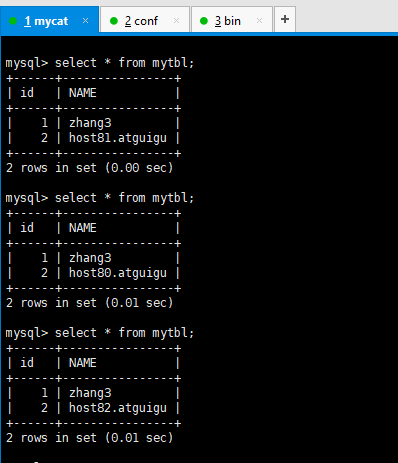 1 mycat × 2 conf × 3 bin × +
mysql> select * from mytbl;
+------+----------------+
| id   | NAME           |
+------+----------------+
|    1 | zhang3         |
|    2 | host81.atguigu |
+------+----------------+
2 rows in set (0.00 sec)
mysql> select * from mytbl;
+------+----------------+
| id   | NAME           |
+------+----------------+
|    1 | zhang3         |
|    2 | host80.atguigu |
+------+----------------+
2 rows in set (0.01 sec)
mysql> select * from mytbl;
+------+----------------+
| id   | NAME           |
+------+----------------+
|    1 | zhang3         |
|    2 | host82.atguigu |
+------+----------------+
2 rows in set (0.01 sec)